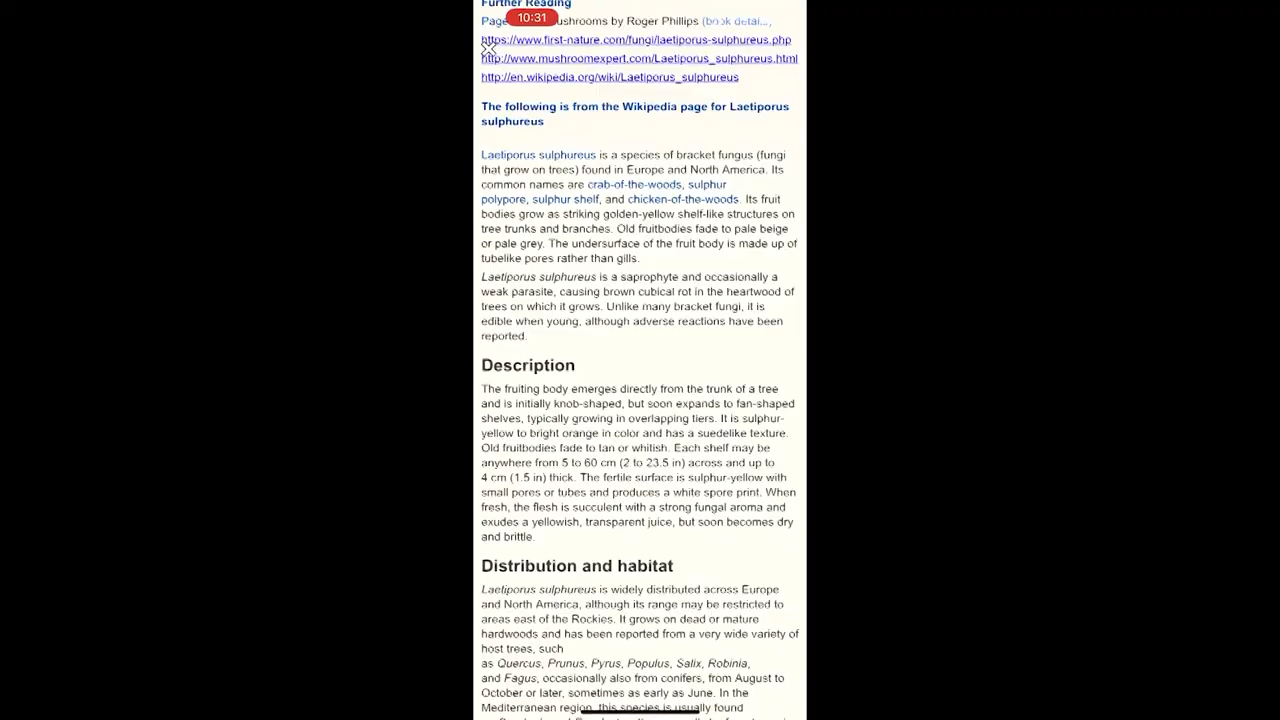 Further Reading
Page ushrooms by Roger Phillips (book detai...)
10:31
https://www.first-nature.com/fungi/laetiporus-sulphureus.php
http://www.mushroomexpert.com/Laetiporus_sulphureus.html
http://en.wikipedia.org/wiki/Laetiporus_sulphureus
The following is from the Wikipedia page for Laetiporus
sulphureus
Laetiporus sulphureus is a species of bracket fungus (fungi
that grow on trees) found in Europe and North America. Its
common names are crab-of-the-woods, sulphur
polypore, sulphur shelf, and chicken-of-the-woods. Its fruit
bodies grow as striking golden-yellow shelf-like structures on
tree trunks and branches. Old fruitbodies fade to pale beige
or pale grey. The undersurface of the fruit body is made up of
tubelike pores rather than gills.
Laetiporus sulphureus is a saprophyte and occasionally a
weak parasite, causing brown cubical rot in the heartwood of
trees on which it grows. Unlike many bracket fungi, it is
edible when young, although adverse reactions have been
reported.
Description
The fruiting body emerges directly from the trunk of a tree
and is initially knob-shaped, but soon expands to fan-shaped
shelves, typically growing in overlapping tiers. It is sulphur-
yellow to bright orange in color and has a suedelike texture.
Old fruitbodies fade to tan or whitish. Each shelf may be
anywhere from 5 to 60 cm (2 to 23.5 in) across and up to
4 cm (1.5 in) thick. The fertile surface is sulphur-yellow with
small pores or tubes and produces a white spore print. When
fresh, the flesh is succulent with a strong fungal aroma and
exudes a yellowish, transparent juice, but soon becomes dry
and brittle.
Distribution and habitat
Laetiporus sulphureus is widely distributed across Europe
and North America, although its range may be restricted to
areas east of the Rockies. It grows on dead or mature
hardwoods and has been reported from a very wide variety of
host trees, such
as Quercus, Prunus, Pyrus, Populus, Salix, Robinia,
and Fagus, occasionally also from conifers, from August to
October or later, sometimes as early as June. In the
Mediterranean region, this species is usually found